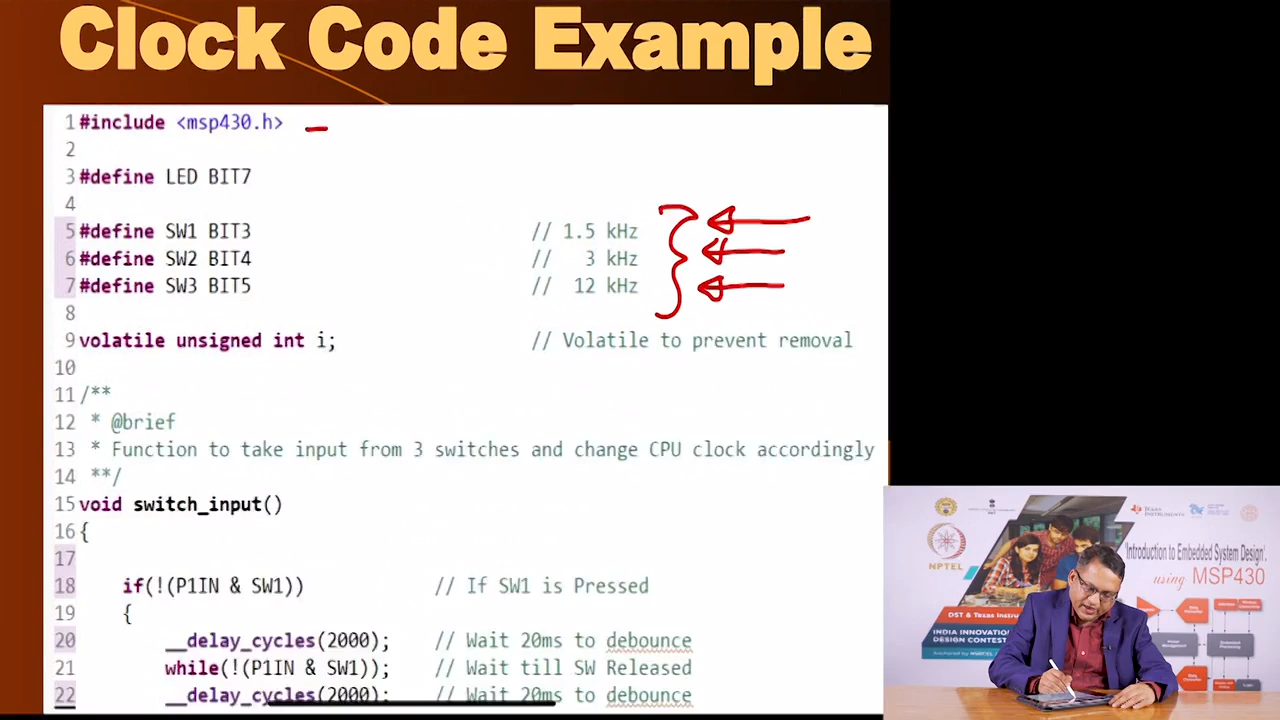 Clock Code Example
1 #include <msp430.h>
2
3 #define LED BIT7
4
5 #define SW1 BIT3 // 1.5 kHz
6 #define SW2 BIT4 // 3 kHz
7 #define SW3 BIT5 // 12 kHz
8
9 volatile unsigned int i; // Volatile to prevent removal
10
11 /**
12 * @brief
13 * Function to take input from 3 switches and change CPU clock accordingly
14 **/
15 void switch_input()
16 {
17
18 if(!(P1IN & SW1)) // If SW1 is Pressed
19 {
20 __delay_cycles(2000); // Wait 20ms to debounce
21 while(!(P1IN & SW1)); // Wait till SW Released
22 __delay_cycles(2000); // Wait 20ms to debounce
NPTEL
TEXAS INSTRUMENTS
'Introduction to Embedded System Design'
using MSP430
DST & Texas Instru
INDIA INNOVATION
DESIGN CONTEST